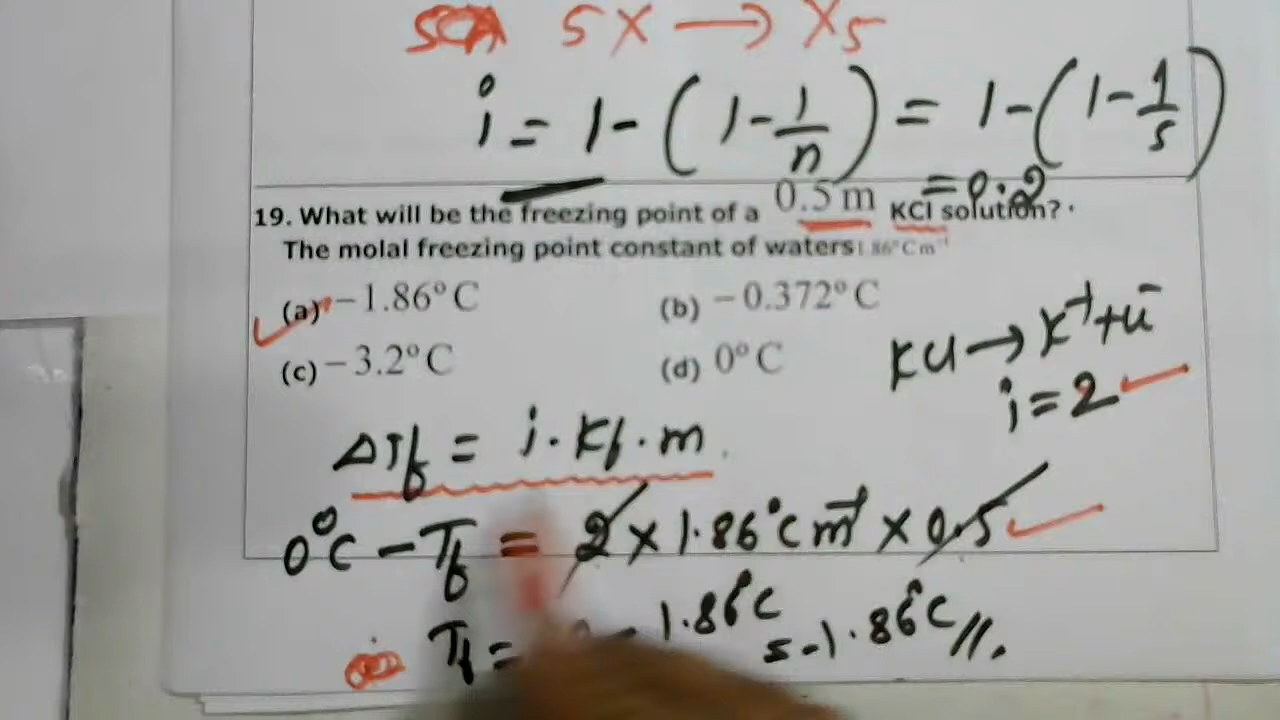 5X → X5
i = 1 - (1 - 1/n) = 1 - (1 - 1/5)
= 0.2
19. What will be the freezing point of a 0.5 m KCl solution?
The molal freezing point constant of waters 1.86°C m⁻¹
(a) −1.86°C (b) −0.372°C
(c) −3.2°C (d) 0°C
KCl → K⁺ + Cl⁻
i = 2
ΔTf = i · Kf · m
0°C − Tf = 2 × 1.86°C m⁻¹ × 0.5
Tf = 1.86°C = -1.86°C //.